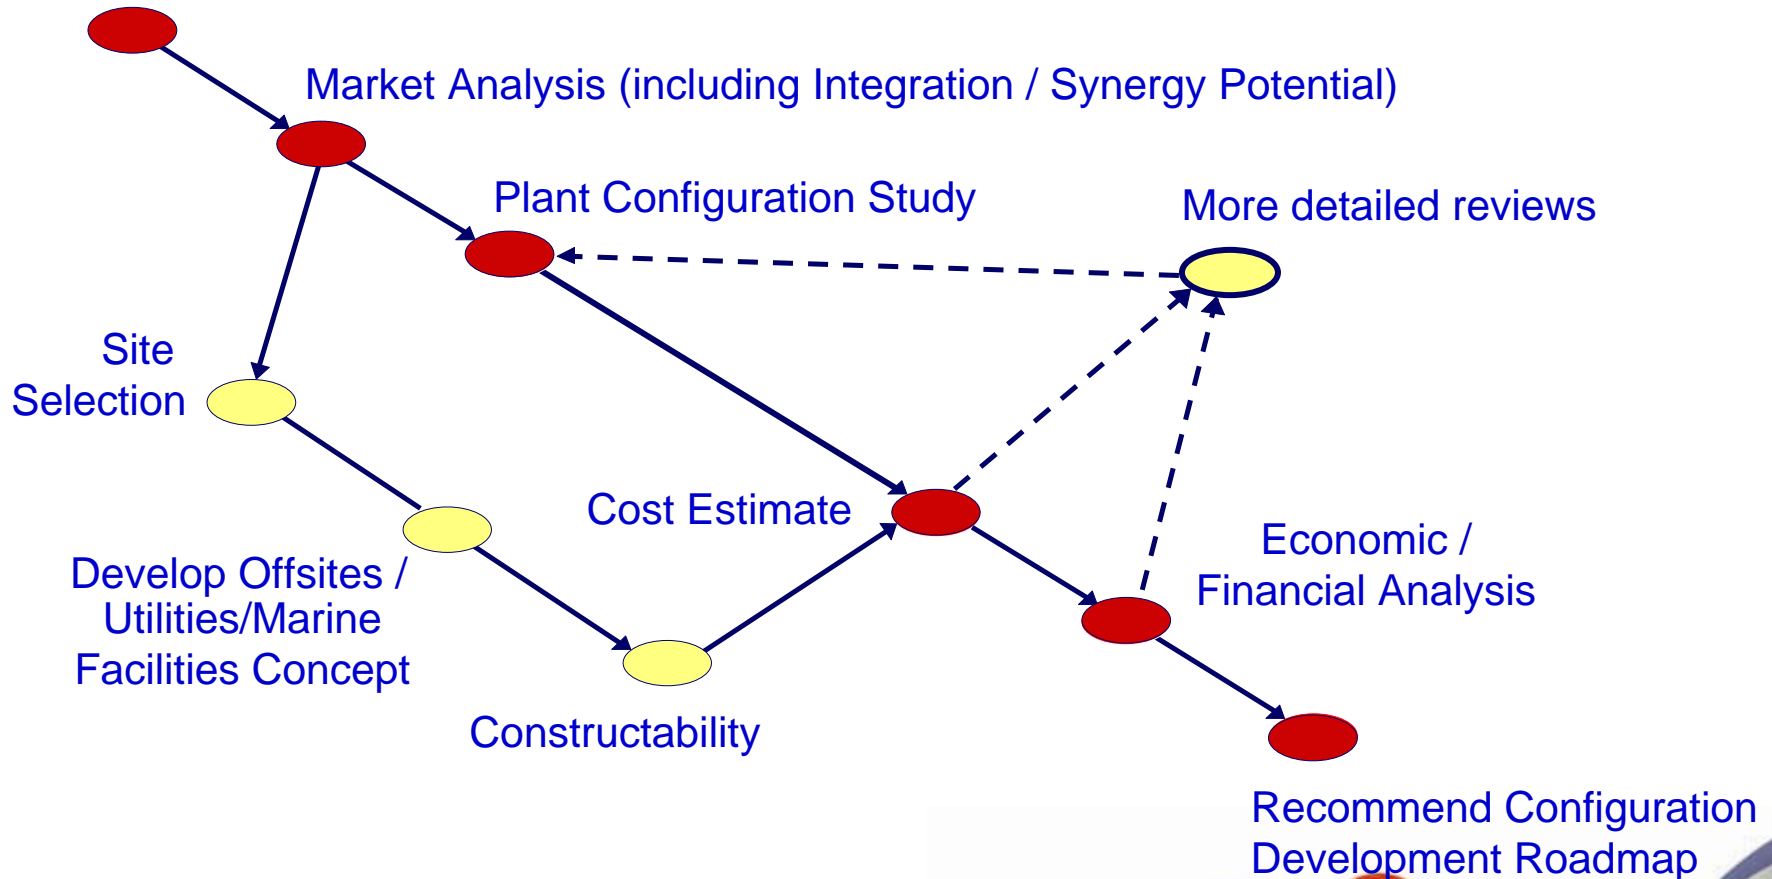 Market Analysis (including Integration / Synergy Potential)
Plant Configuration Study
More detailed reviews
Site
Selection
Cost Estimate
Economic /
Financial Analysis
Develop Offsites /
Utilities/Marine
Facilities Concept
Constructability
Recommend Configuration
Development Roadmap